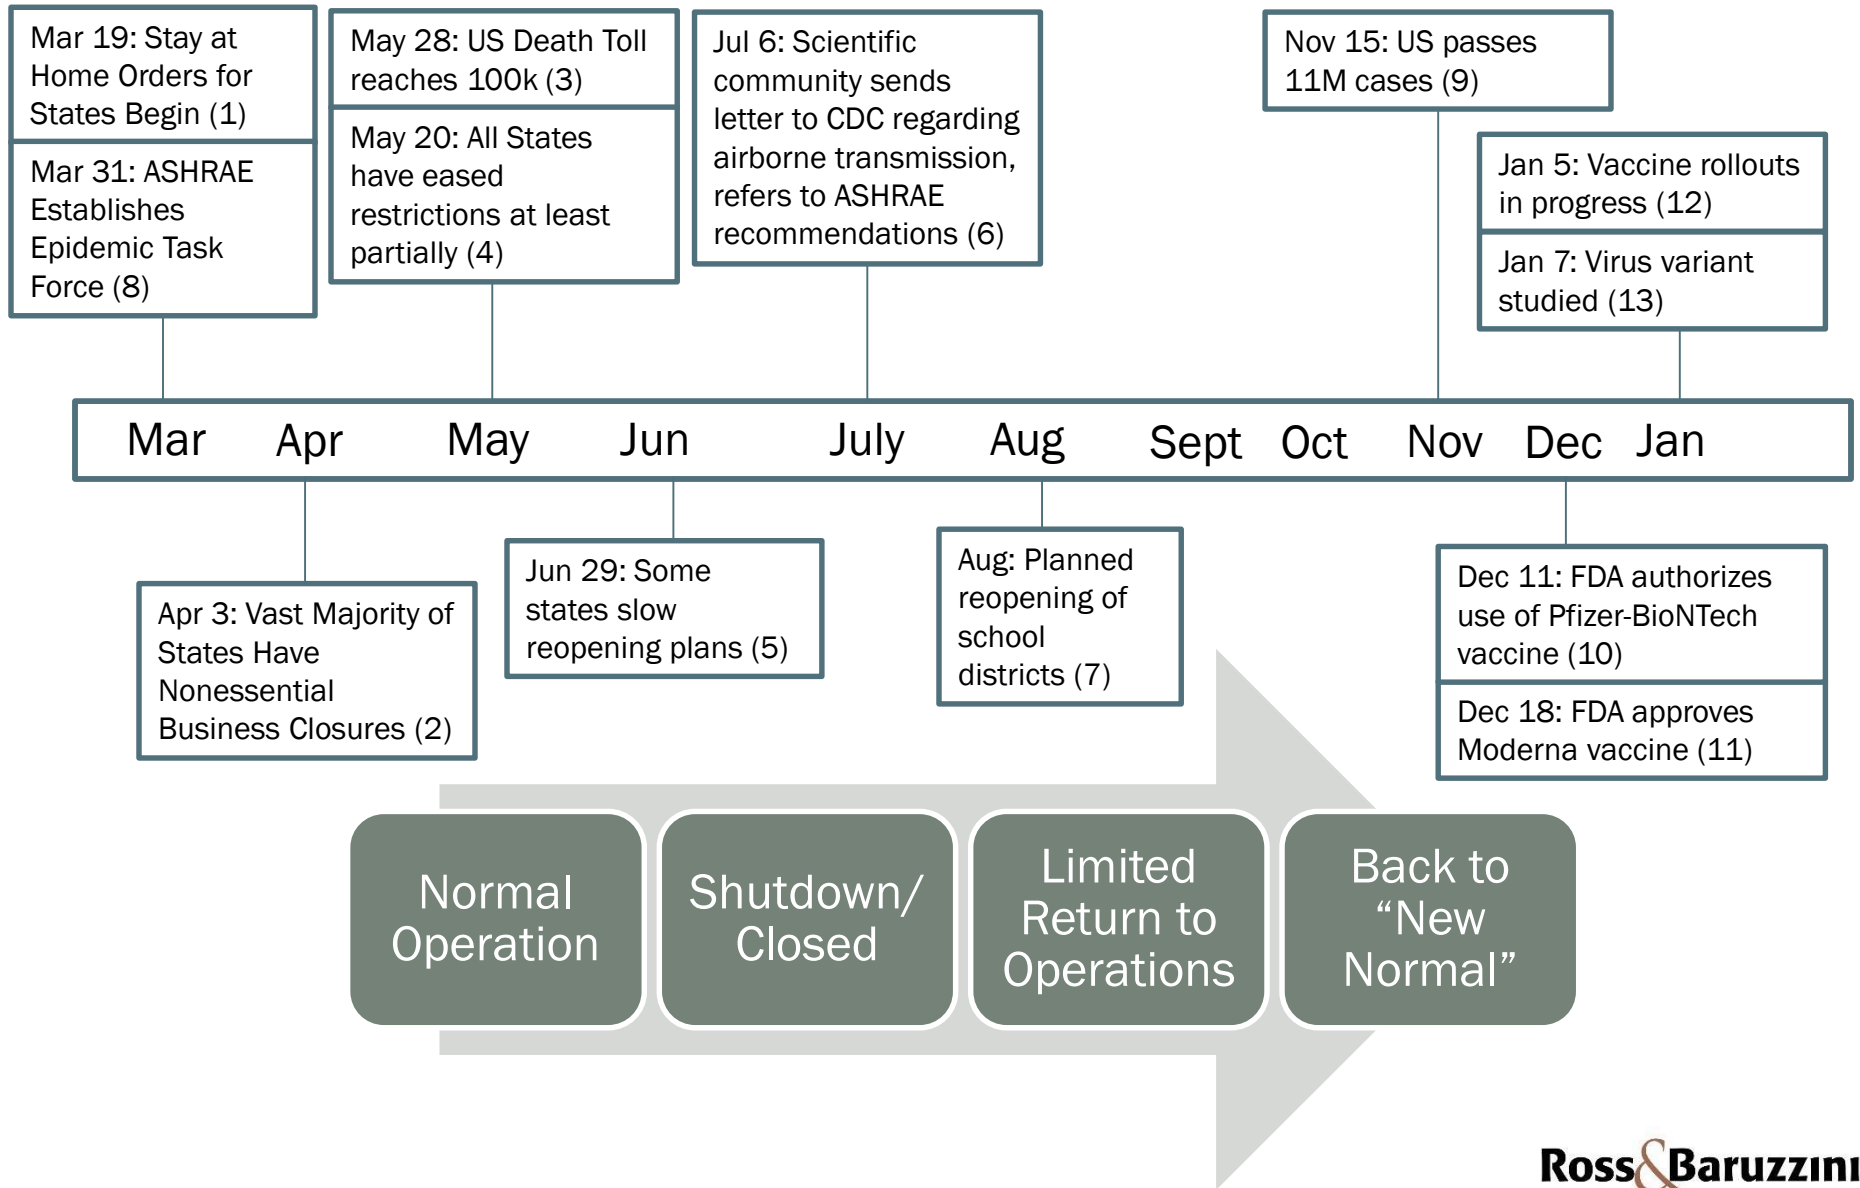 Mar 19: Stay at
Home Orders for
States Begin (1)
Mar 31: ASHRAE
Establishes
Epidemic Task
Force (8)
May 28: US Death Toll
reaches 100k (3)
May 20: All States
have eased
restrictions at least
partially (4)
Jul 6: Scientific
community sends
letter to CDC regarding
airborne transmission,
refers to ASHRAE
recommendations (6)
Nov 15: US passes
11M cases (9)
Jan 5: Vaccine rollouts
in progress (12)
Jan 7: Virus variant
studied (13)
Mar Apr May Jun July Aug Sept Oct Nov Dec Jan
Apr 3: Vast Majority of
States Have
Nonessential
Business Closures (2)
Jun 29: Some
states slow
reopening plans (5)
Aug: Planned
reopening of
school
districts (7)
Dec 11: FDA authorizes
use of Pfizer-BioNTech
vaccine (10)
Dec 18: FDA approves
Moderna vaccine (11)
Normal
Operation
Shutdown/
Closed
Limited
Return to
Operations
Back to
“New
Normal”
Ross&Baruzzini